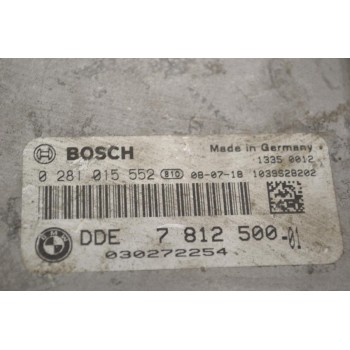 BOSCH
Made in Germany
1335 0012
0 281 015 552 810 08-07-18 1039S28202
DDE 7 812 500-01
030272254